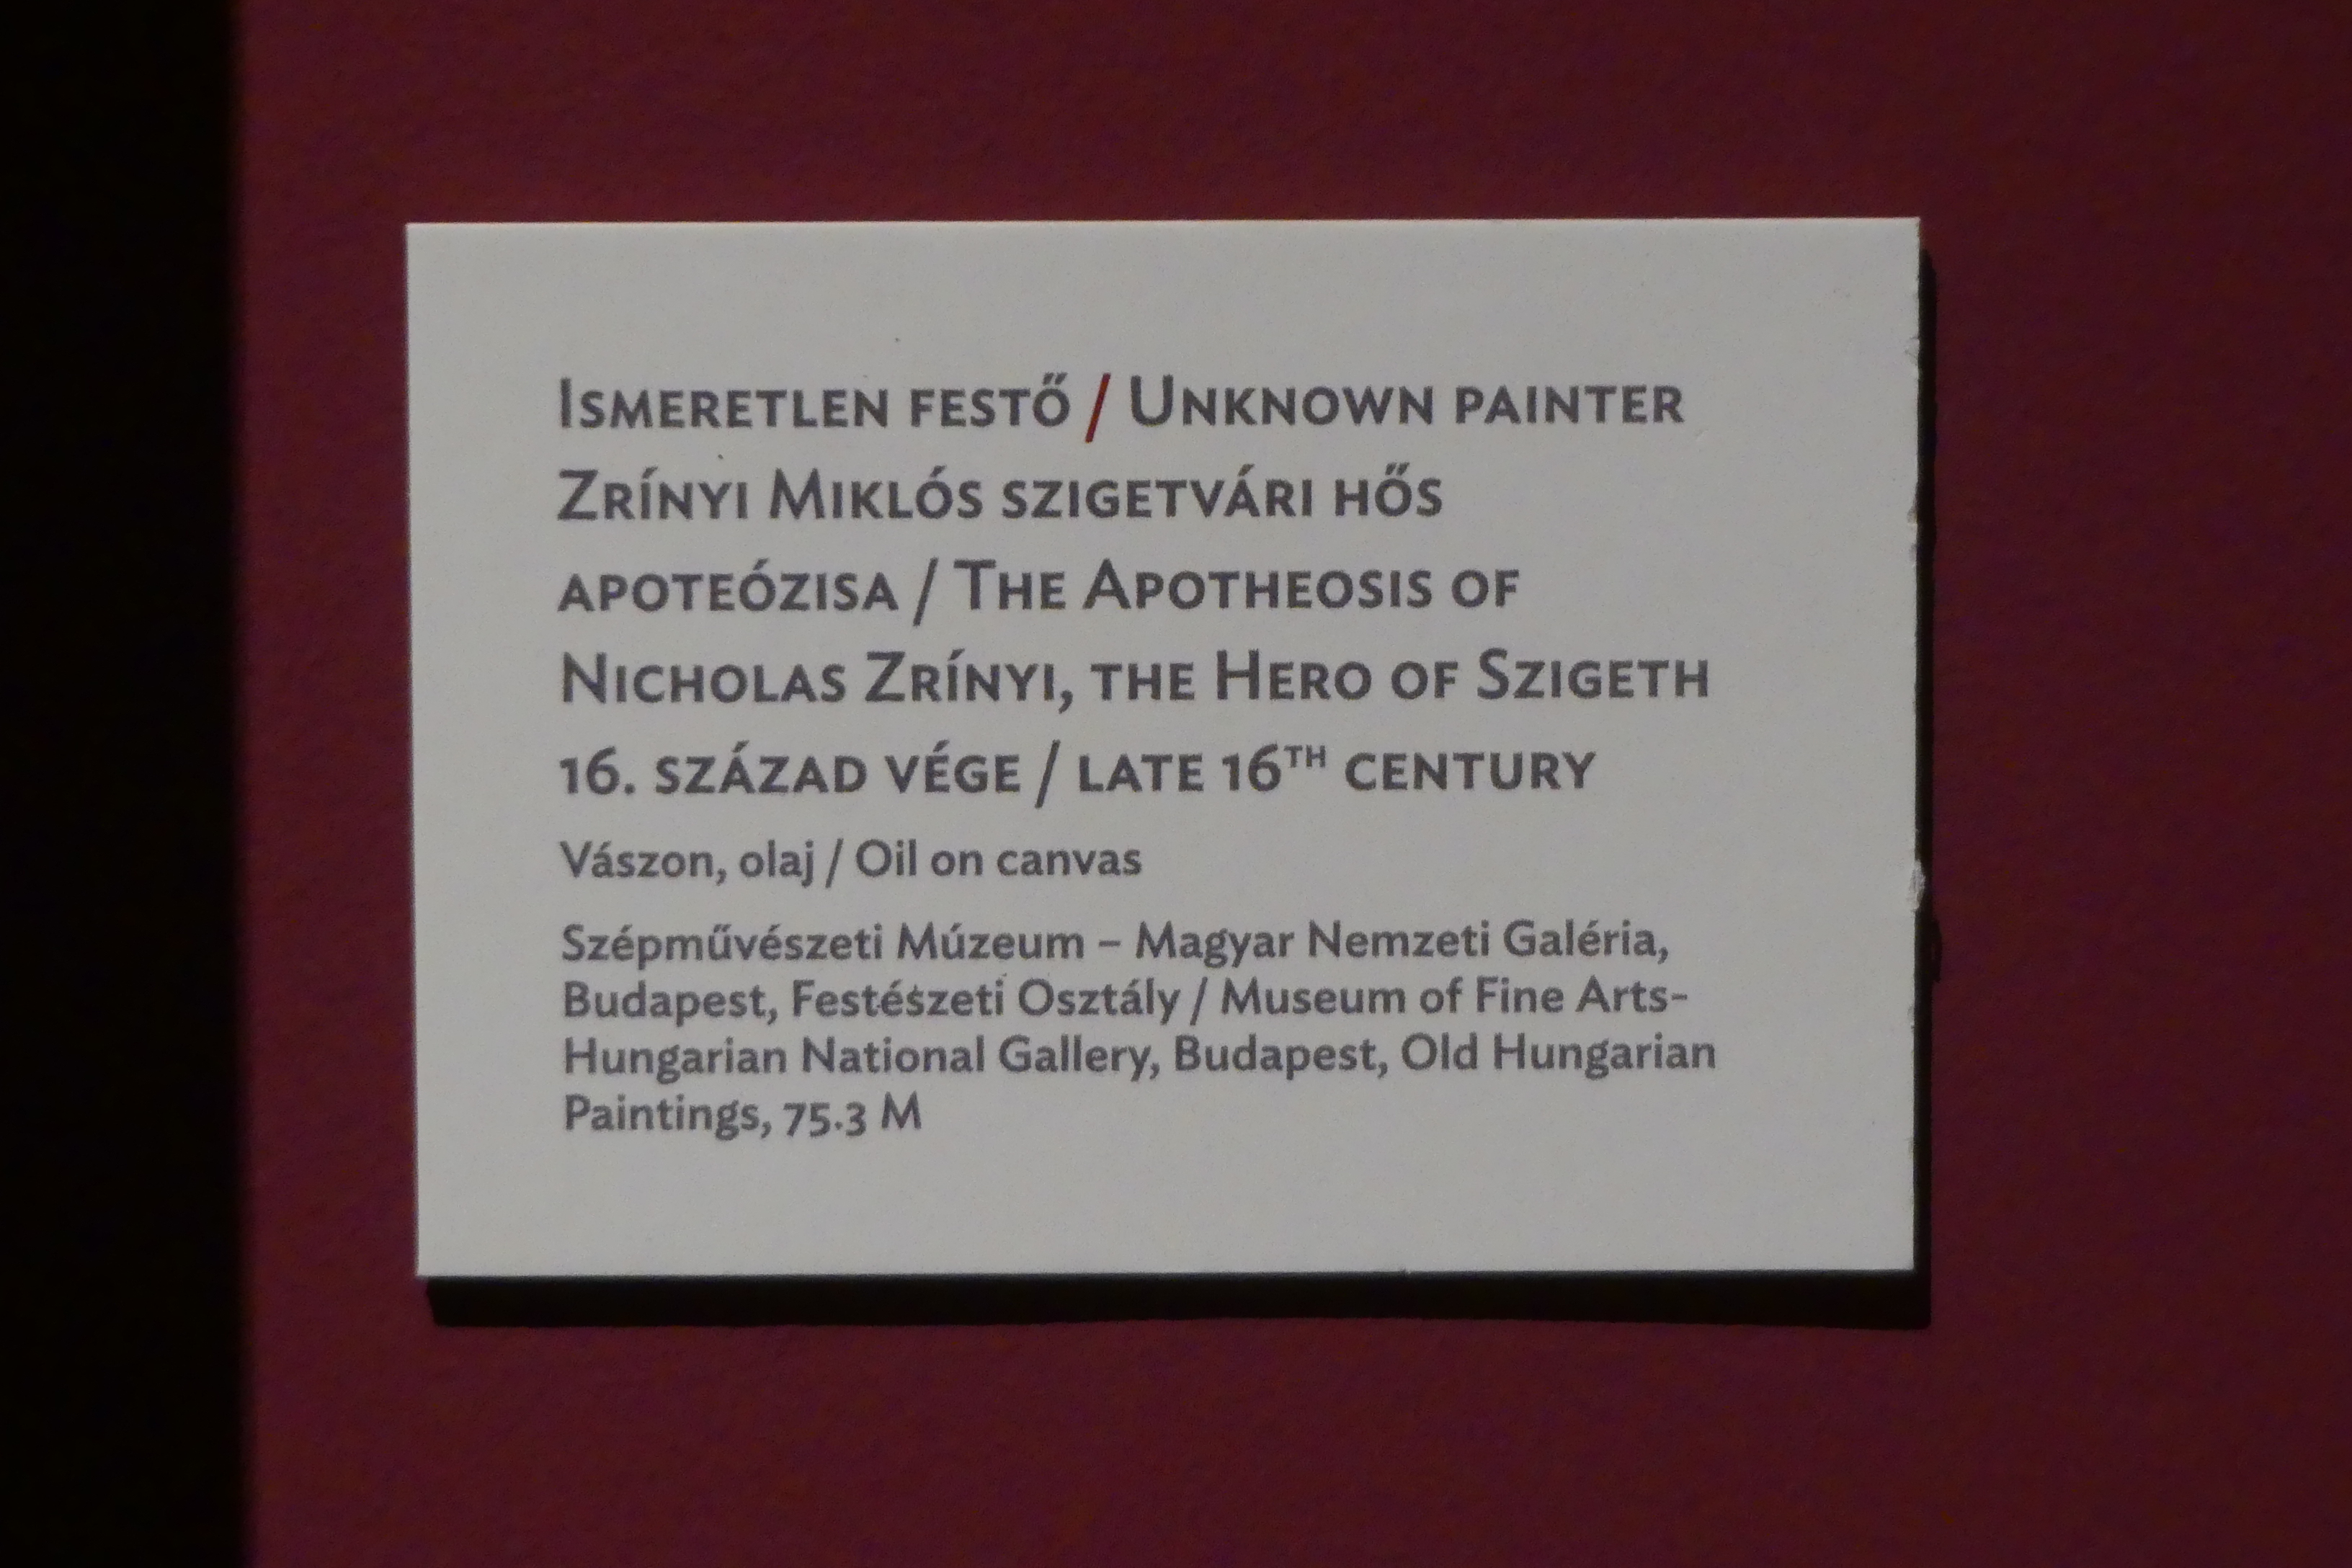 Ismeretlen festő / Unknown painter
Zrínyi Miklós szigetvári hős
apoteózisa / The Apotheosis of
Nicholas Zrínyi, the Hero of Szigeth
16. század vége / late 16th century
Vászon, olaj / Oil on canvas
Szépművészeti Múzeum – Magyar Nemzeti Galéria,
Budapest, Festészeti Osztály / Museum of Fine Arts-
Hungarian National Gallery, Budapest, Old Hungarian
Paintings, 75.3 M